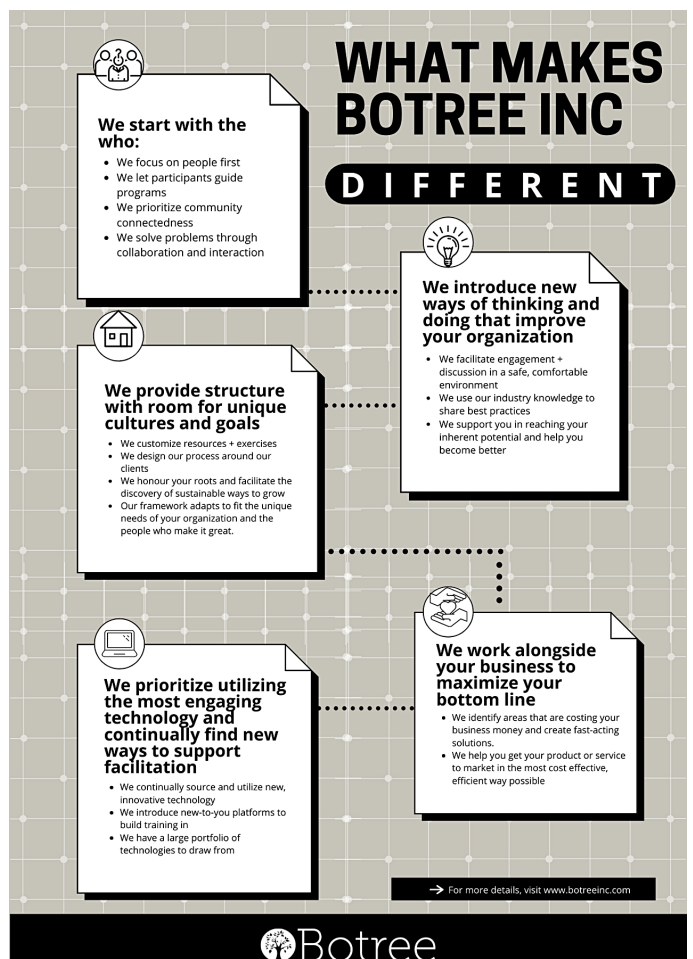 WHAT MAKES
BOTREE INC
DIFFERENT
We start with the
who:
• We focus on people first
• We let participants guide
programs
• We prioritize community
connectedness
• We solve problems through
collaboration and interaction
We introduce new
ways of thinking and
doing that improve
your organization
• We facilitate engagement +
discussion in a safe, comfortable
environment
• We use our industry knowledge to
share best practices
• We support you in reaching your
inherent potential and help you
become better
We provide structure
with room for unique
cultures and goals
• We customize resources + exercises
• We design our process around our
clients
• We honour your roots and facilitate the
discovery of sustainable ways to grow
• Our framework adapts to fit the unique
needs of your organization and the
people who make it great.
We work alongside
your business to
maximize your
bottom line
• We identify areas that are costing your
business money and create fast-acting
solutions.
• We help you get your product or service
to market in the most cost effective,
efficient way possible
We prioritize utilizing
the most engaging
technology and
continually find new
ways to support
facilitation
• We continually source and utilize new,
innovative technology
• We introduce new-to-you platforms to
build training in
• We have a large portfolio of
technologies to draw from
→ For more details, visit www.botreeinc.com
Botree